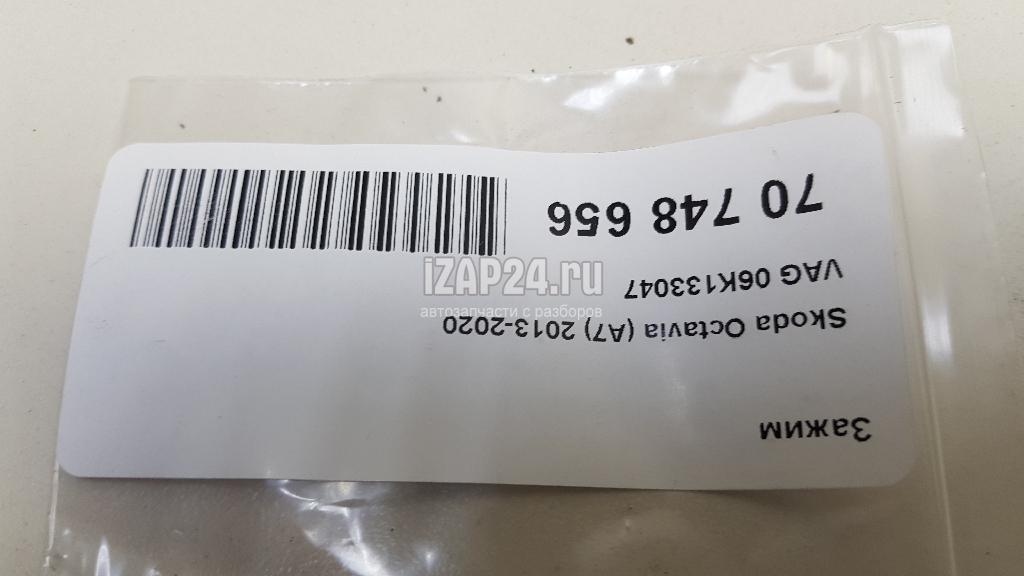 Зажим
Skoda Octavia (A7) 2013-2020
VAG 06K133047
70 748 656
iZAP24.ru
автозапчасти с разборов